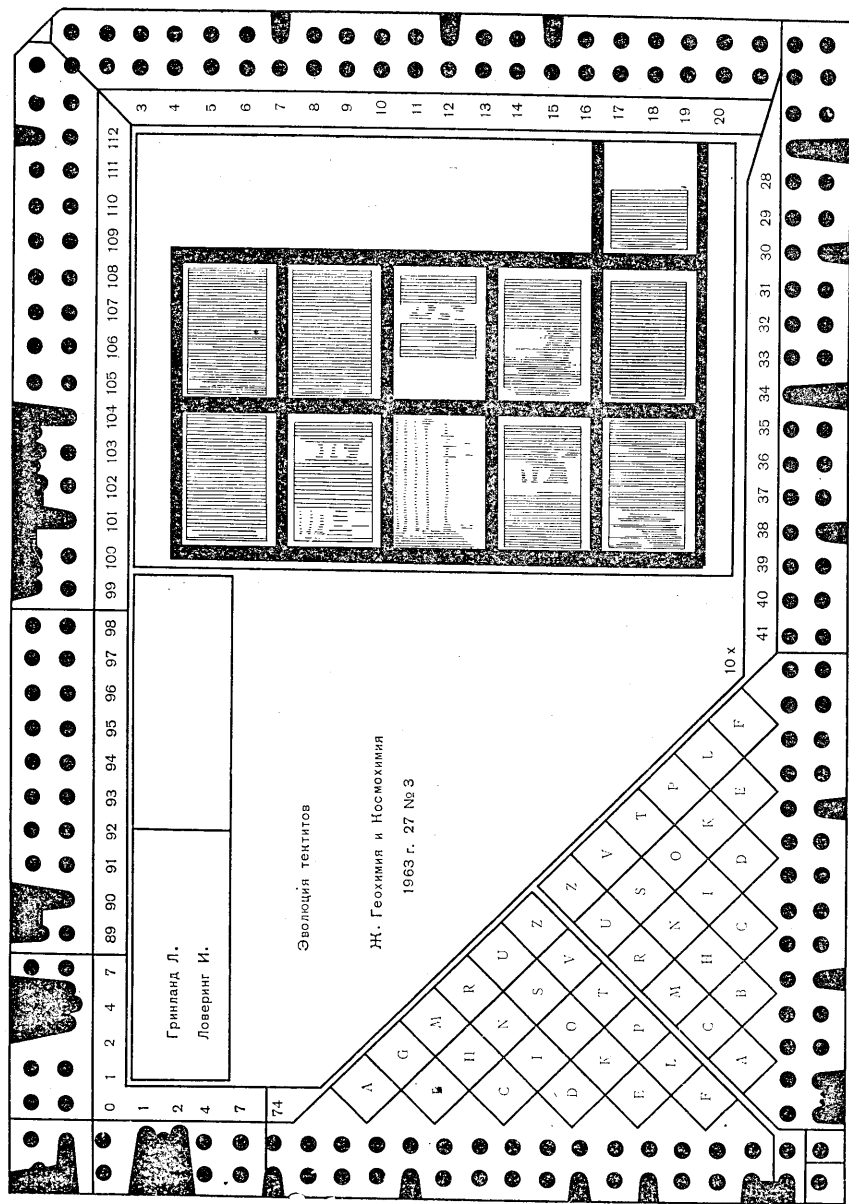 0 1 2 4 7 89 90 91 92 93 94 95 96 97 98 99 100 101 102 103 104 105 106 107 108 109 110 111 112
1
2
4
7
74
3
4
5
6
7
8
9
10
11
12
13
14
15
16
17
18
19
20
Гринланд Л.
Ловеринг И.
Эволюция тектитов
Ж. Геохимия и Космохимия
1963 г. 27 № 3
A
G
B M
H R
C N U
I S Z
D O V Z
K T U V
E P R S T
L M N O P
F C H I K L
A B C D E F
10 x
41 40 39 38 37 36 35 34 33 32 31 30 29 28